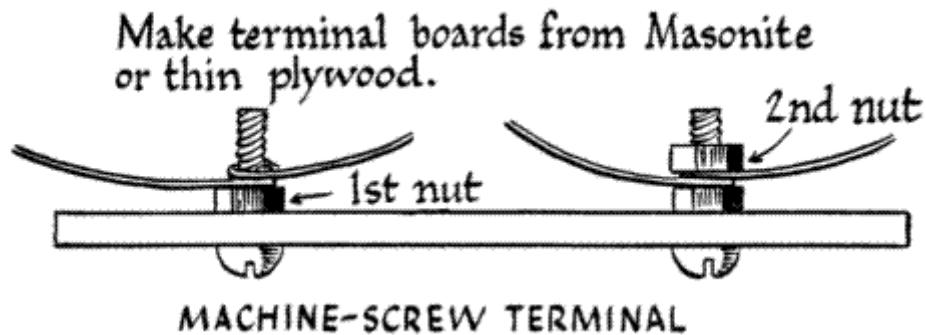 Make terminal boards from Masonite
or thin plywood.
2nd nut
1st nut
MACHINE-SCREW TERMINAL